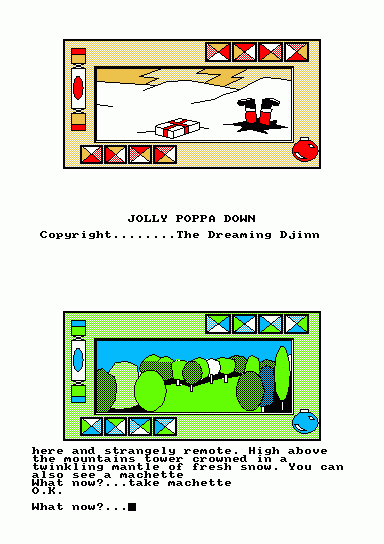 JOLLY POPPA DOWN
Copyright........The Dreaming Djinn
here and strangely remote. High above
the mountains tower crowned in a
twinkling mantle of fresh snow. You can
also see a machette
What now?...take machette
O.K.
What now?...